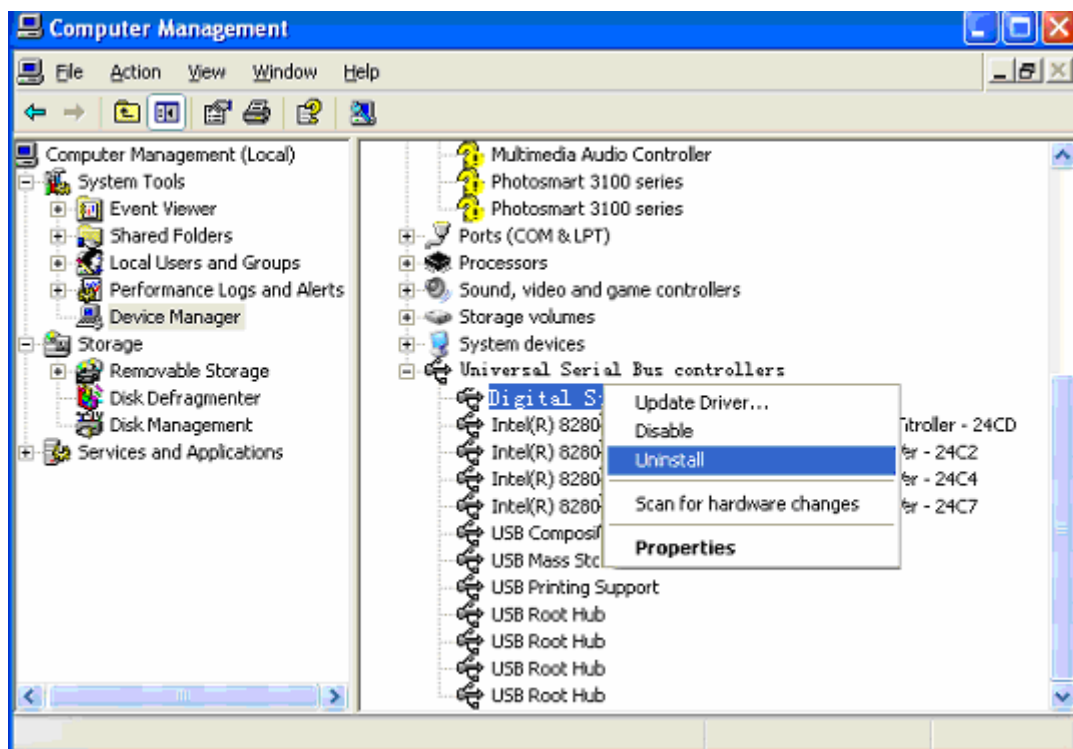 Computer Management
File Action View Window Help
Computer Management (Local)
System Tools
Event Viewer
Shared Folders
Local Users and Groups
Performance Logs and Alerts
Device Manager
Storage
Removable Storage
Disk Defragmenter
Disk Management
Services and Applications
Multimedia Audio Controller
Photosmart 3100 series
Photosmart 3100 series
Ports (COM & LPT)
Processors
Sound, video and game controllers
Storage volumes
System devices
Universal Serial Bus controllers
Digital
Intel(R) 8280 - 24CD
Intel(R) 8280 - 24C2
Intel(R) 8280 - 24C4
Intel(R) 8280 - 24C7
USB
USB Mass
USB Printing Support
USB Root Hub
USB Root Hub
USB Root Hub
USB Root Hub
Update Driver...
Disable
Uninstall
Scan for hardware changes
Properties